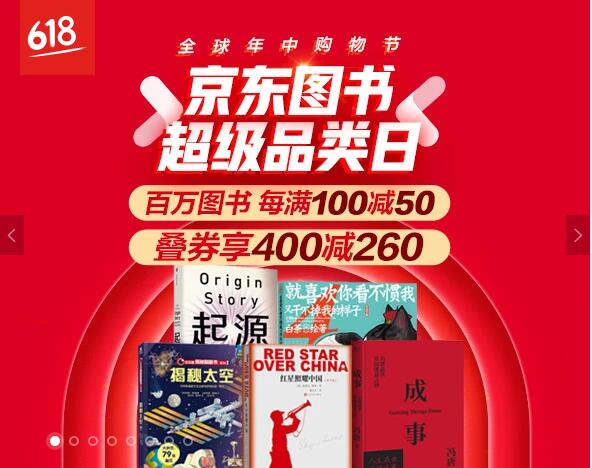 618
全球年中购物节
京东图书
超级品类日
百万图书 每满100减50
叠券享400减260
Origin
Story
起源
就喜欢你看不惯我
又干不掉我的样子
白茶◎绘著
揭秘太空
RED STAR
OVER CHINA
红星照耀中国
成事
冯唐